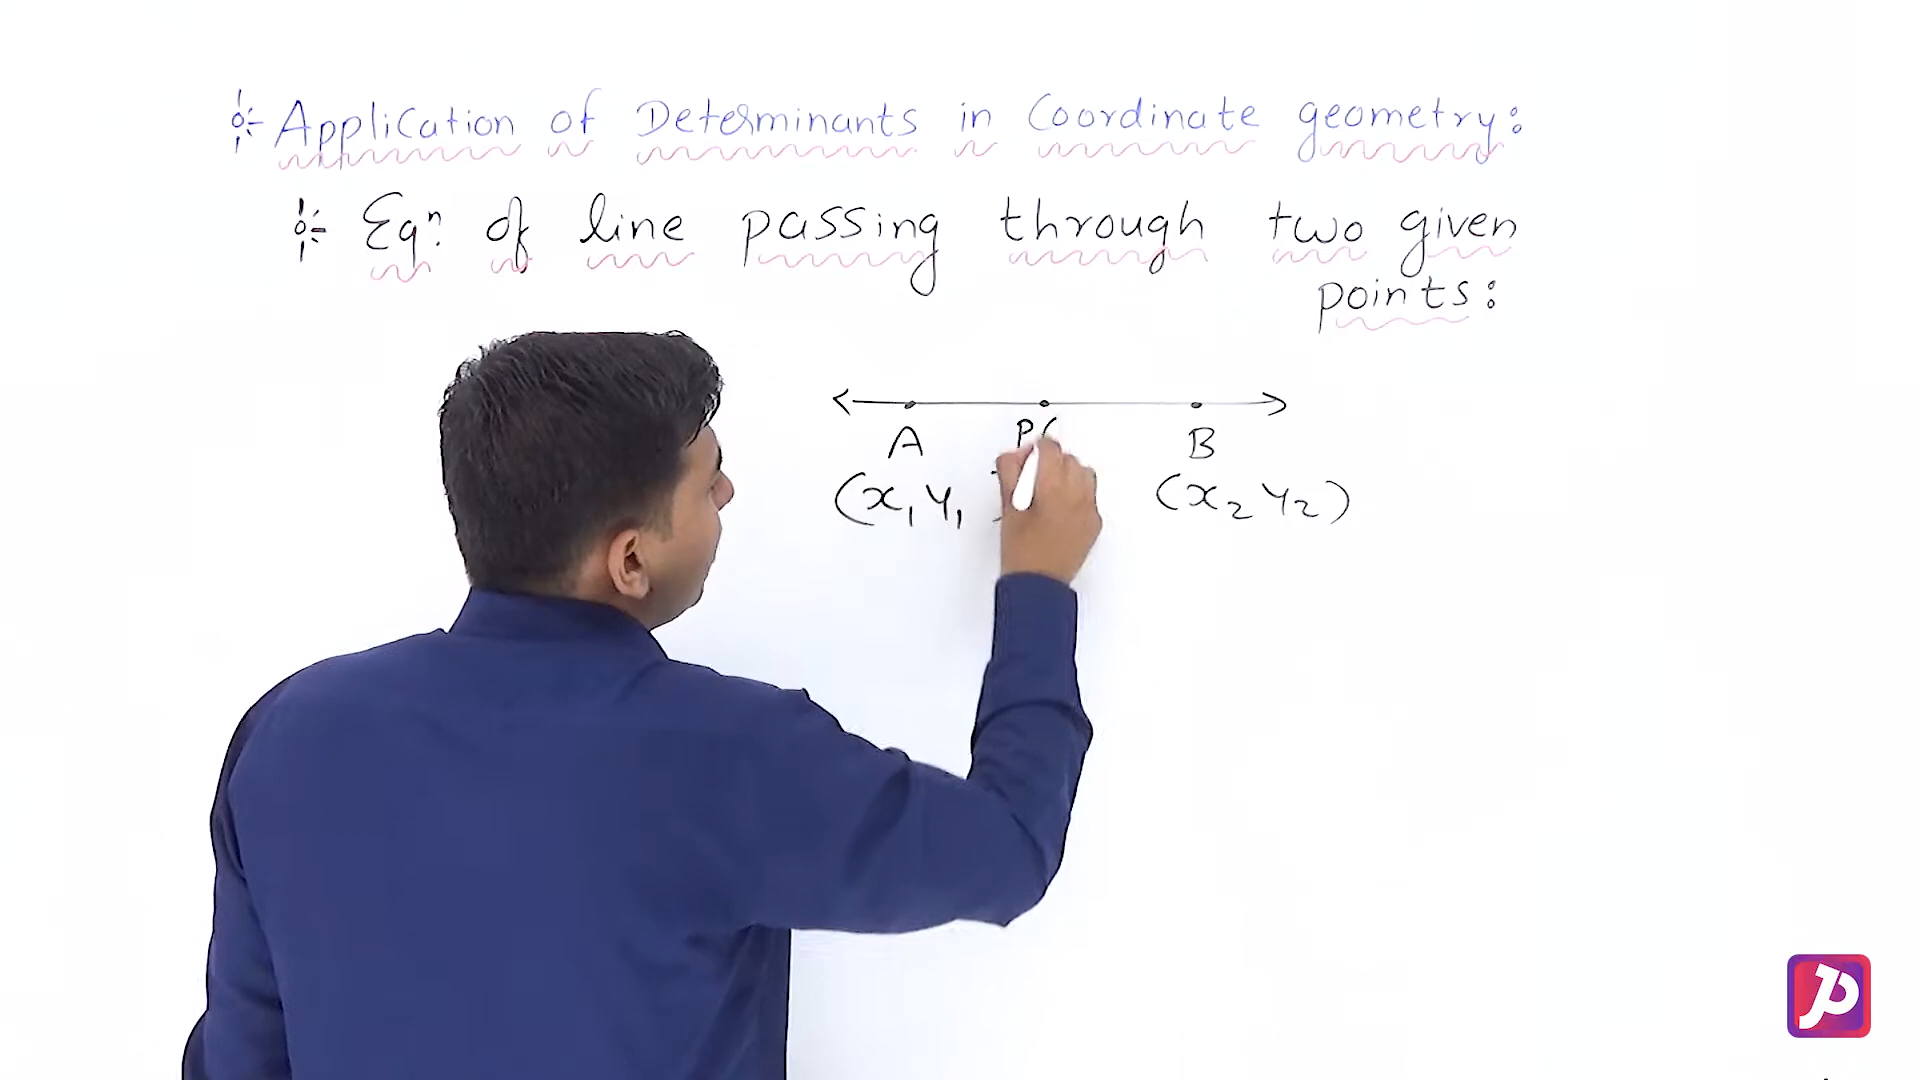 Application of Determinants in Coordinate geometry:
Eqⁿ: of line passing through two given
points:
A P( B
(x₁ y₁ ) (x₂ y₂)